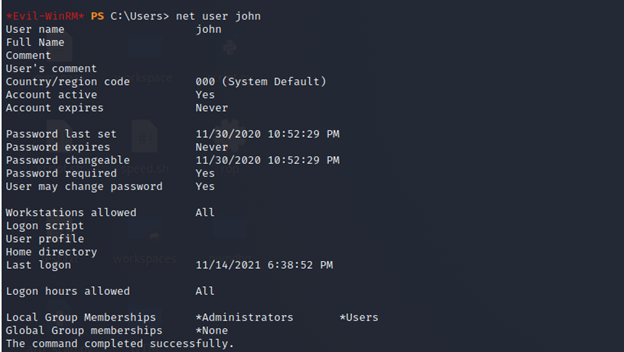 *Evil-WinRM* PS C:\Users> net user john
User name                    john
Full Name
Comment
User's comment
Country/region code          000 (System Default)
Account active               Yes
Account expires              Never
Password last set            11/30/2020 10:52:29 PM
Password expires             Never
Password changeable          11/30/2020 10:52:29 PM
Password required            Yes
User may change password     Yes
Workstations allowed         All
Logon script
User profile
Home directory
Last logon                   11/14/2021 6:38:52 PM
Logon hours allowed          All
Local Group Memberships      *Administrators       *Users
Global Group memberships     *None
The command completed successfully.